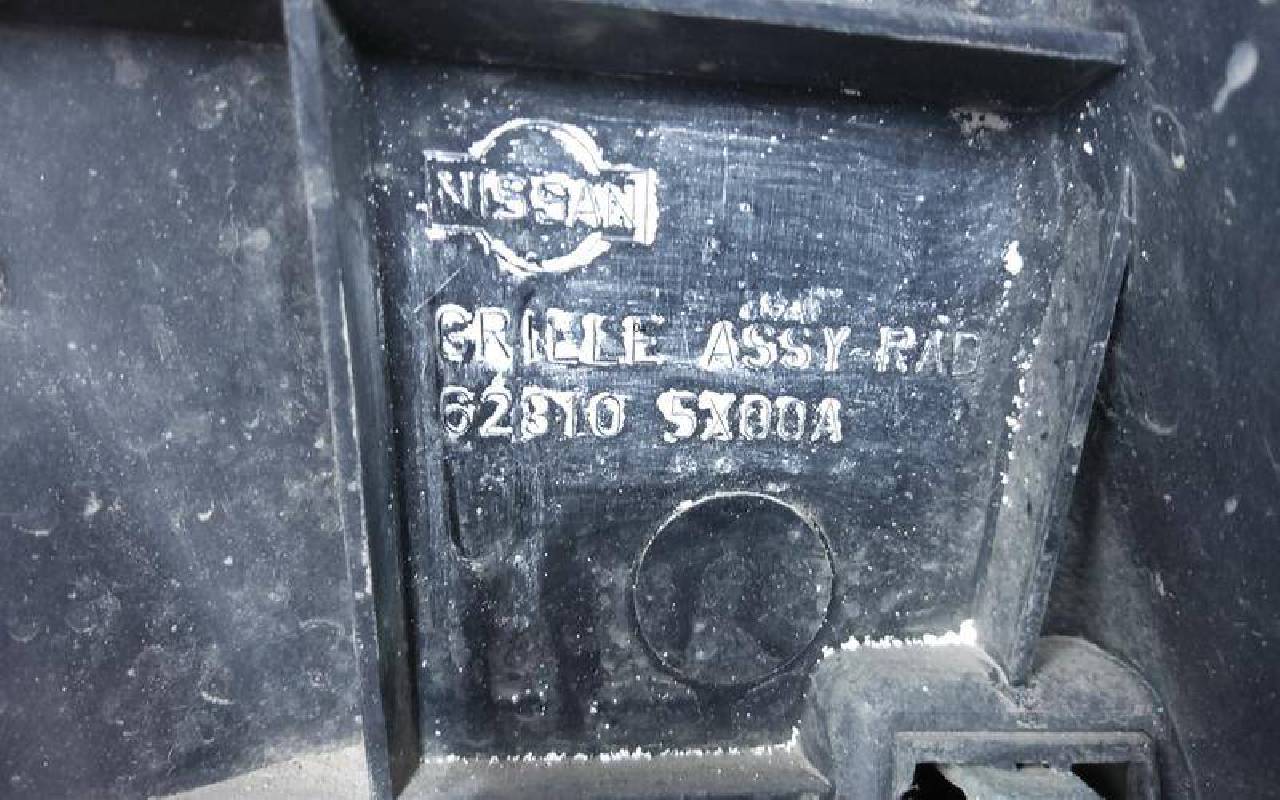 NISSAN
GRILLE ASSY-RAD
62310 5X00A